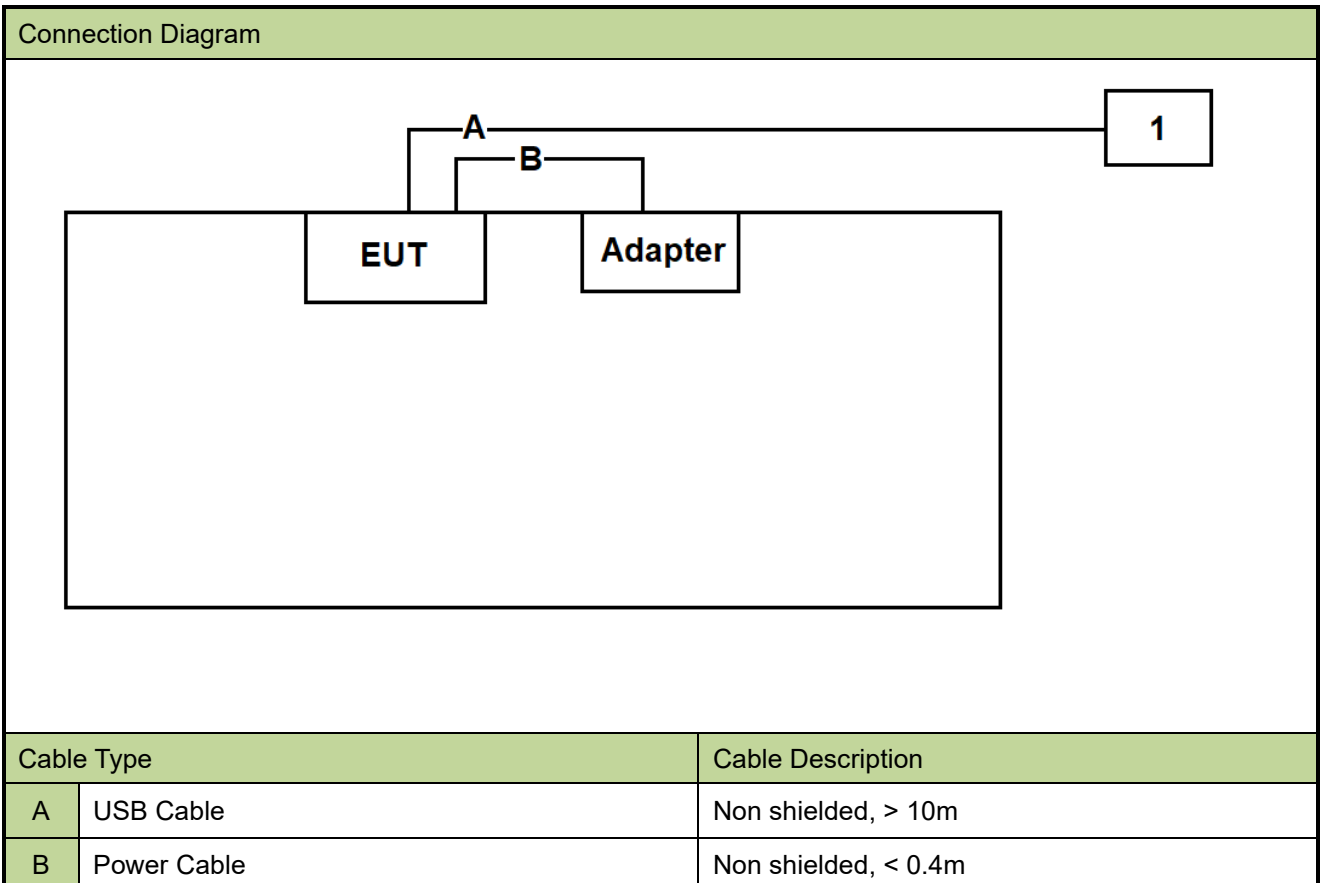 Connection Diagram
A
1
B
EUT
Adapter
Cable Type Cable Description
A USB Cable Non shielded, > 10m
B Power Cable Non shielded, < 0.4m